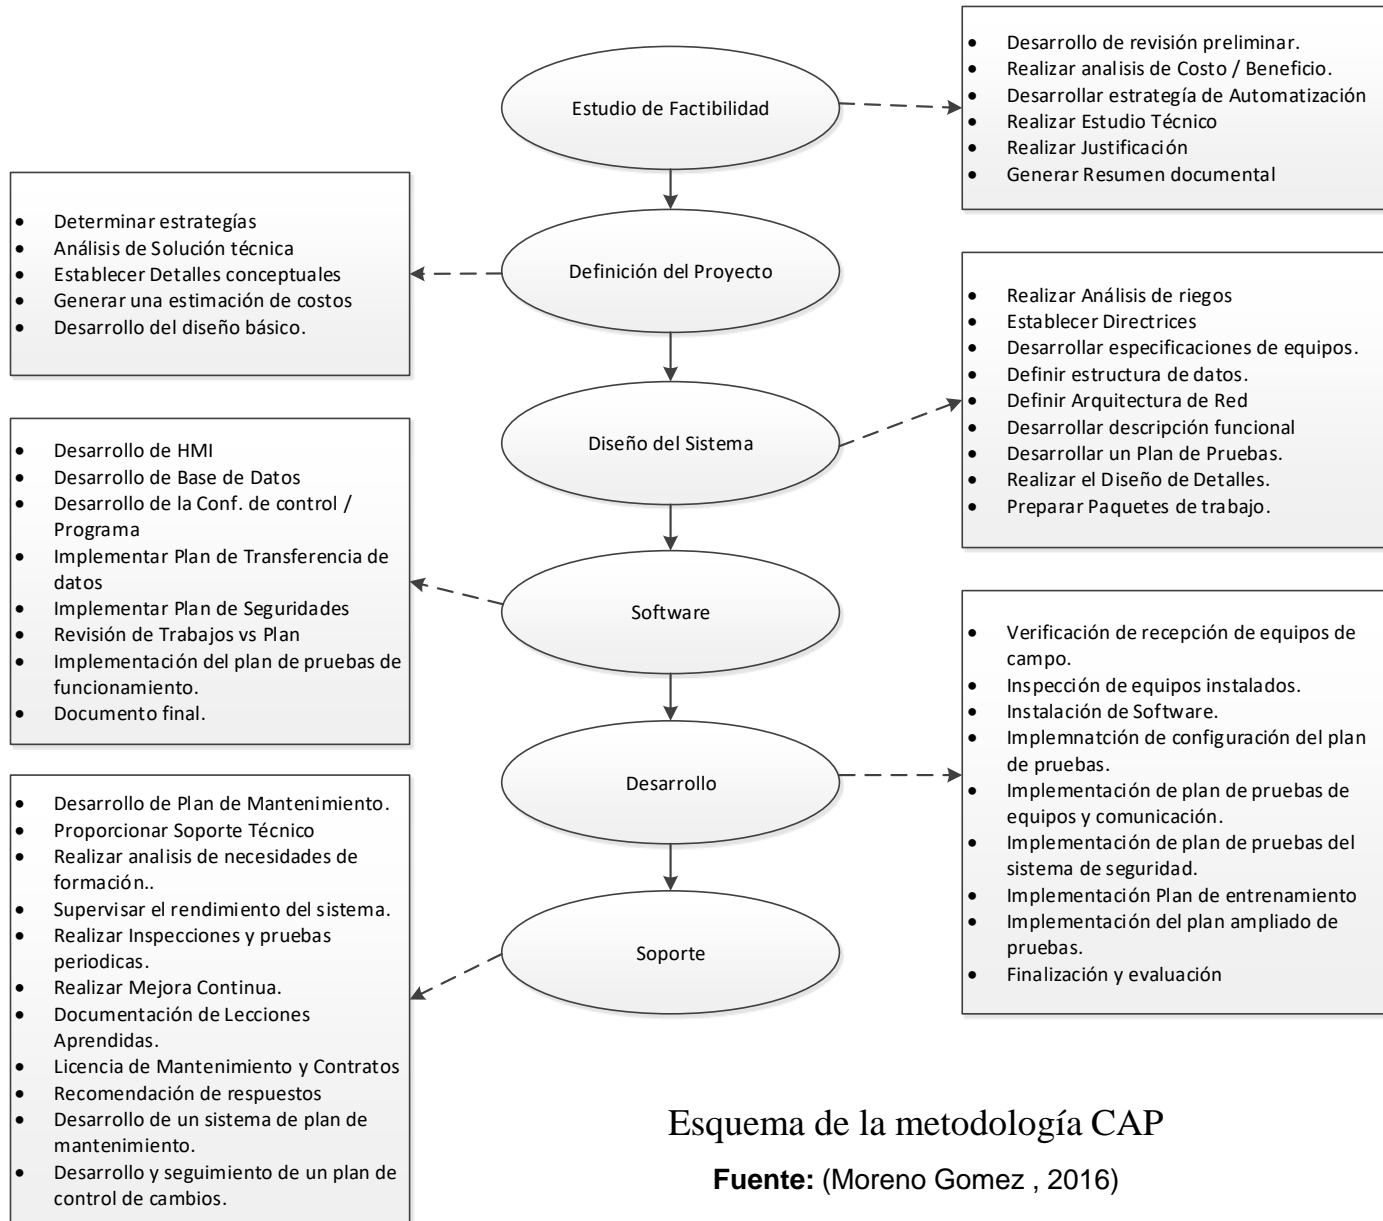 Estudio de Factibilidad
• Desarrollo de revisión preliminar.
• Realizar analisis de Costo / Beneficio.
• Desarrollar estrategía de Automatización
• Realizar Estudio Técnico
• Realizar Justificación
• Generar Resumen documental
Definición del Proyecto
• Determinar estrategías
• Análisis de Solución técnica
• Establecer Detalles conceptuales
• Generar una estimación de costos
• Desarrollo del diseño básico.
Diseño del Sistema
• Realizar Análisis de riegos
• Establecer Directrices
• Desarrollar especificaciones de equipos.
• Definir estructura de datos.
• Definir Arquitectura de Red
• Desarrollar descripción funcional
• Desarrollar un Plan de Pruebas.
• Realizar el Diseño de Detalles.
• Preparar Paquetes de trabajo.
Software
• Desarrollo de HMI
• Desarrollo de Base de Datos
• Desarrollo de la Conf. de control /
Programa
• Implementar Plan de Transferencia de
datos
• Implementar Plan de Seguridades
• Revisión de Trabajos vs Plan
• Implementación del plan de pruebas de
funcionamiento.
• Documento final.
Desarrollo
• Verificación de recepción de equipos de
campo.
• Inspección de equipos instalados.
• Instalación de Software.
• Implemnatción de configuración del plan
de pruebas.
• Implementación de plan de pruebas de
equipos y comunicación.
• Implementación de plan de pruebas del
sistema de seguridad.
• Implementación Plan de entrenamiento
• Implementación del plan ampliado de
pruebas.
• Finalización y evaluación
Soporte
• Desarrollo de Plan de Mantenimiento.
• Proporcionar Soporte Técnico
• Realizar analisis de necesidades de
formación..
• Supervisar el rendimiento del sistema.
• Realizar Inspecciones y pruebas
periodicas.
• Realizar Mejora Continua.
• Documentación de Lecciones
Aprendidas.
• Licencia de Mantenimiento y Contratos
• Recomendación de respuestos
• Desarrollo de un sistema de plan de
mantenimiento.
• Desarrollo y seguimiento de un plan de
control de cambios.
Esquema de la metodología CAP
Fuente: (Moreno Gomez , 2016)